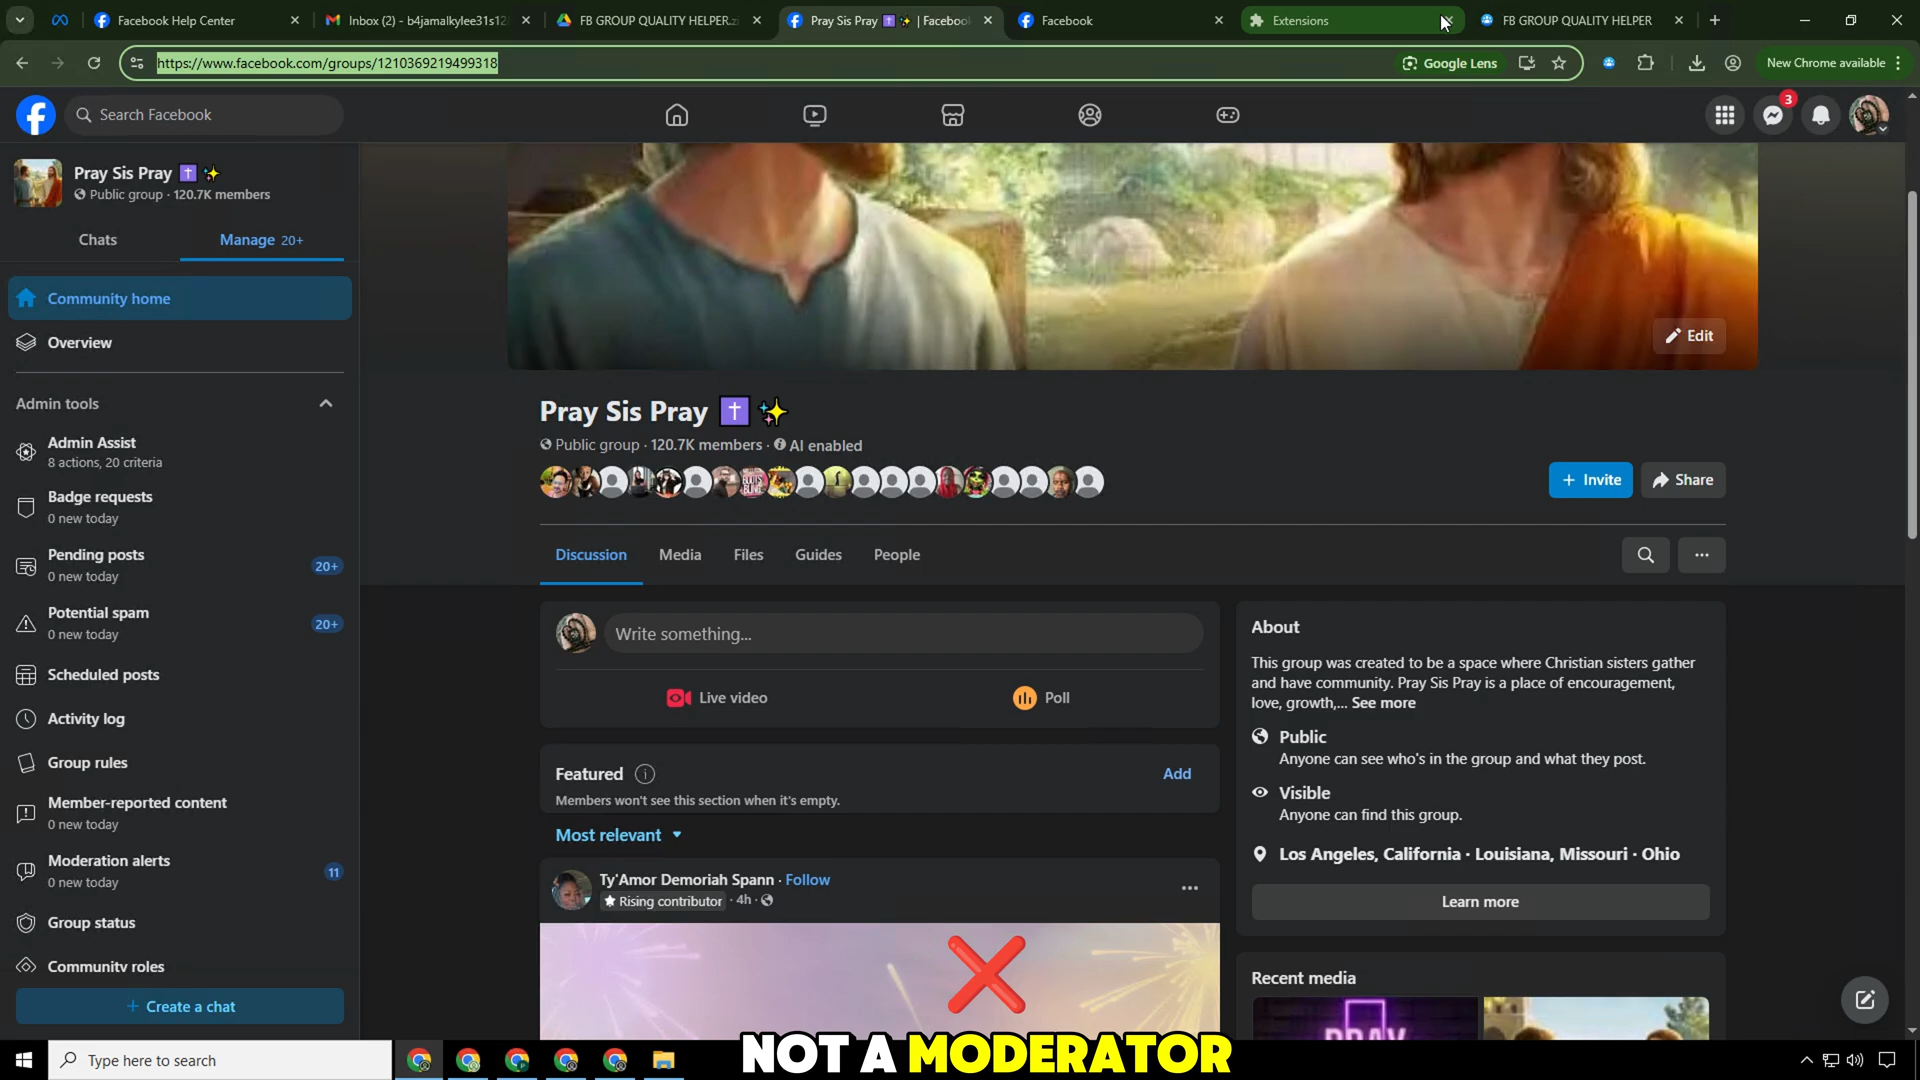 Facebook Help Center
Inbox (2) - b4jamalkylee31s12
FB GROUP QUALITY HELPER.z
Pray Sis Pray ✝️✨ | Facebook
Facebook
Extensions
FB GROUP QUALITY HELPER
https://www.facebook.com/groups/1210369219499318
Google Lens
New Chrome available
Search Facebook
3
Pray Sis Pray ✝️ ✨
Public group · 120.7K members
Chats
Manage 20+
Community home
Overview
Admin tools
Admin Assist
8 actions, 20 criteria
Badge requests
0 new today
Pending posts
0 new today
20+
Potential spam
0 new today
20+
Scheduled posts
Activity log
Group rules
Member-reported content
0 new today
Moderation alerts
0 new today
11
Group status
Community roles
+ Create a chat
Edit
Pray Sis Pray ✝️ ✨
Public group · 120.7K members · AI enabled
+ Invite
Share
Discussion
Media
Files
Guides
People
Write something...
Live video
Poll
Featured
Add
Members won't see this section when it's empty.
Most relevant
Ty'Amor Demoriah Spann · Follow
Rising contributor · 4h ·
About
This group was created to be a space where Christian sisters gather
and have community. Pray Sis Pray is a place of encouragement,
love, growth,... See more
Public
Anyone can see who's in the group and what they post.
Visible
Anyone can find this group.
Los Angeles, California · Louisiana, Missouri · Ohio
Learn more
Recent media
PRAY
NOT A MODERATOR
Type here to search